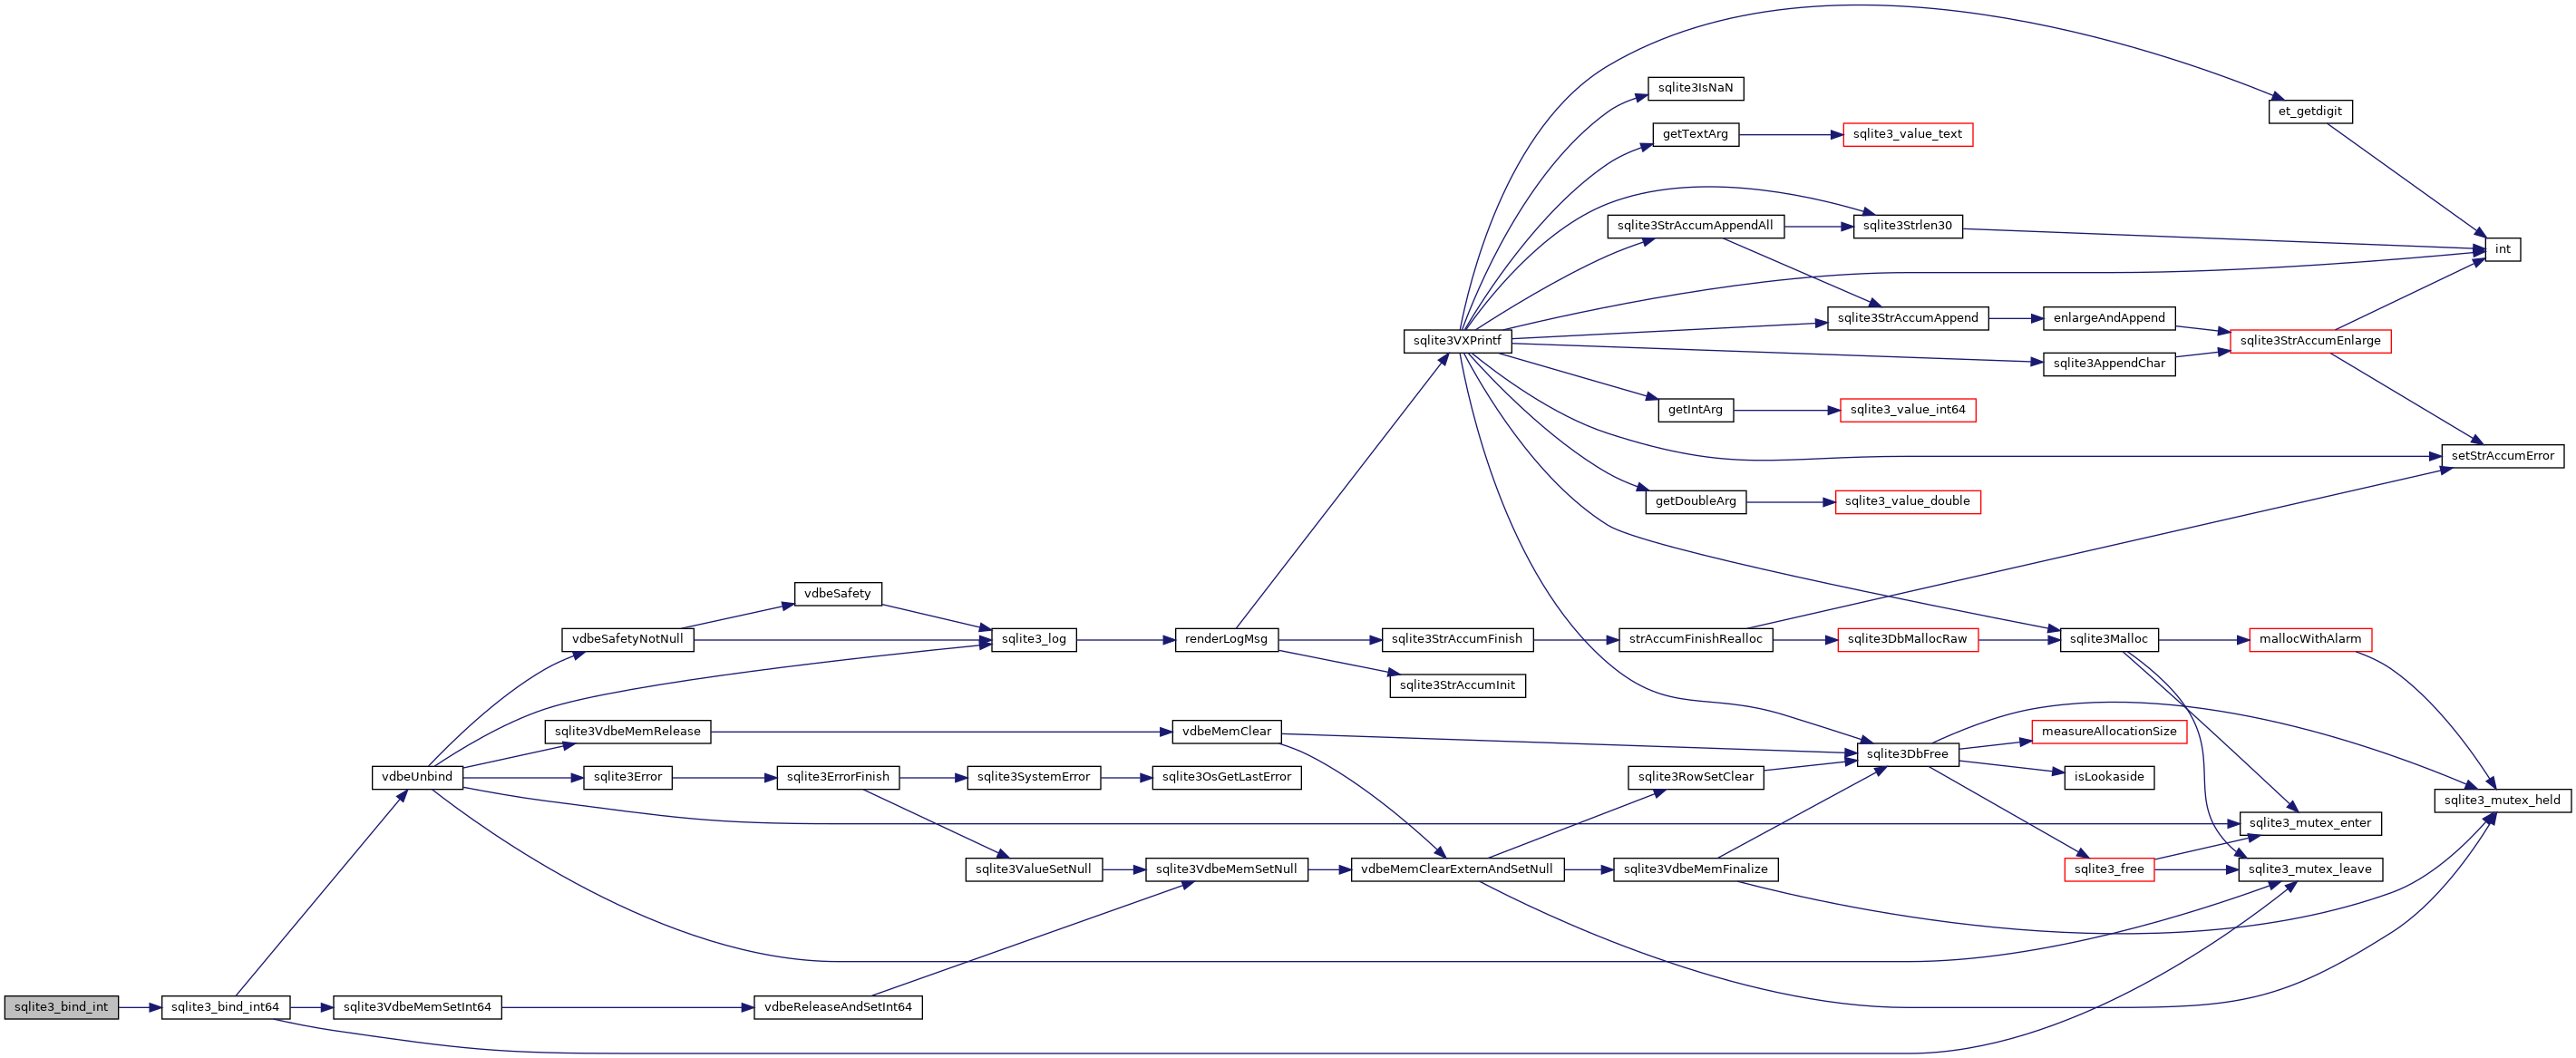 sqlite3IsNaN
et_getdigit
getTextArg
sqlite3_value_text
sqlite3StrAccumAppendAll
sqlite3Strlen30
int
sqlite3StrAccumAppend
enlargeAndAppend
sqlite3VXPrintf
sqlite3StrAccumEnlarge
sqlite3AppendChar
getIntArg
sqlite3_value_int64
setStrAccumError
getDoubleArg
sqlite3_value_double
vdbeSafety
vdbeSafetyNotNull
sqlite3_log
renderLogMsg
sqlite3StrAccumFinish
strAccumFinishRealloc
sqlite3DbMallocRaw
sqlite3Malloc
mallocWithAlarm
sqlite3StrAccumInit
sqlite3VdbeMemRelease
vdbeMemClear
measureAllocationSize
sqlite3DbFree
vdbeUnbind
sqlite3Error
sqlite3ErrorFinish
sqlite3SystemError
sqlite3OsGetLastError
sqlite3RowSetClear
isLookaside
sqlite3_mutex_held
sqlite3_mutex_enter
sqlite3ValueSetNull
sqlite3VdbeMemSetNull
vdbeMemClearExternAndSetNull
sqlite3VdbeMemFinalize
sqlite3_free
sqlite3_mutex_leave
sqlite3_bind_int
sqlite3_bind_int64
sqlite3VdbeMemSetInt64
vdbeReleaseAndSetInt64